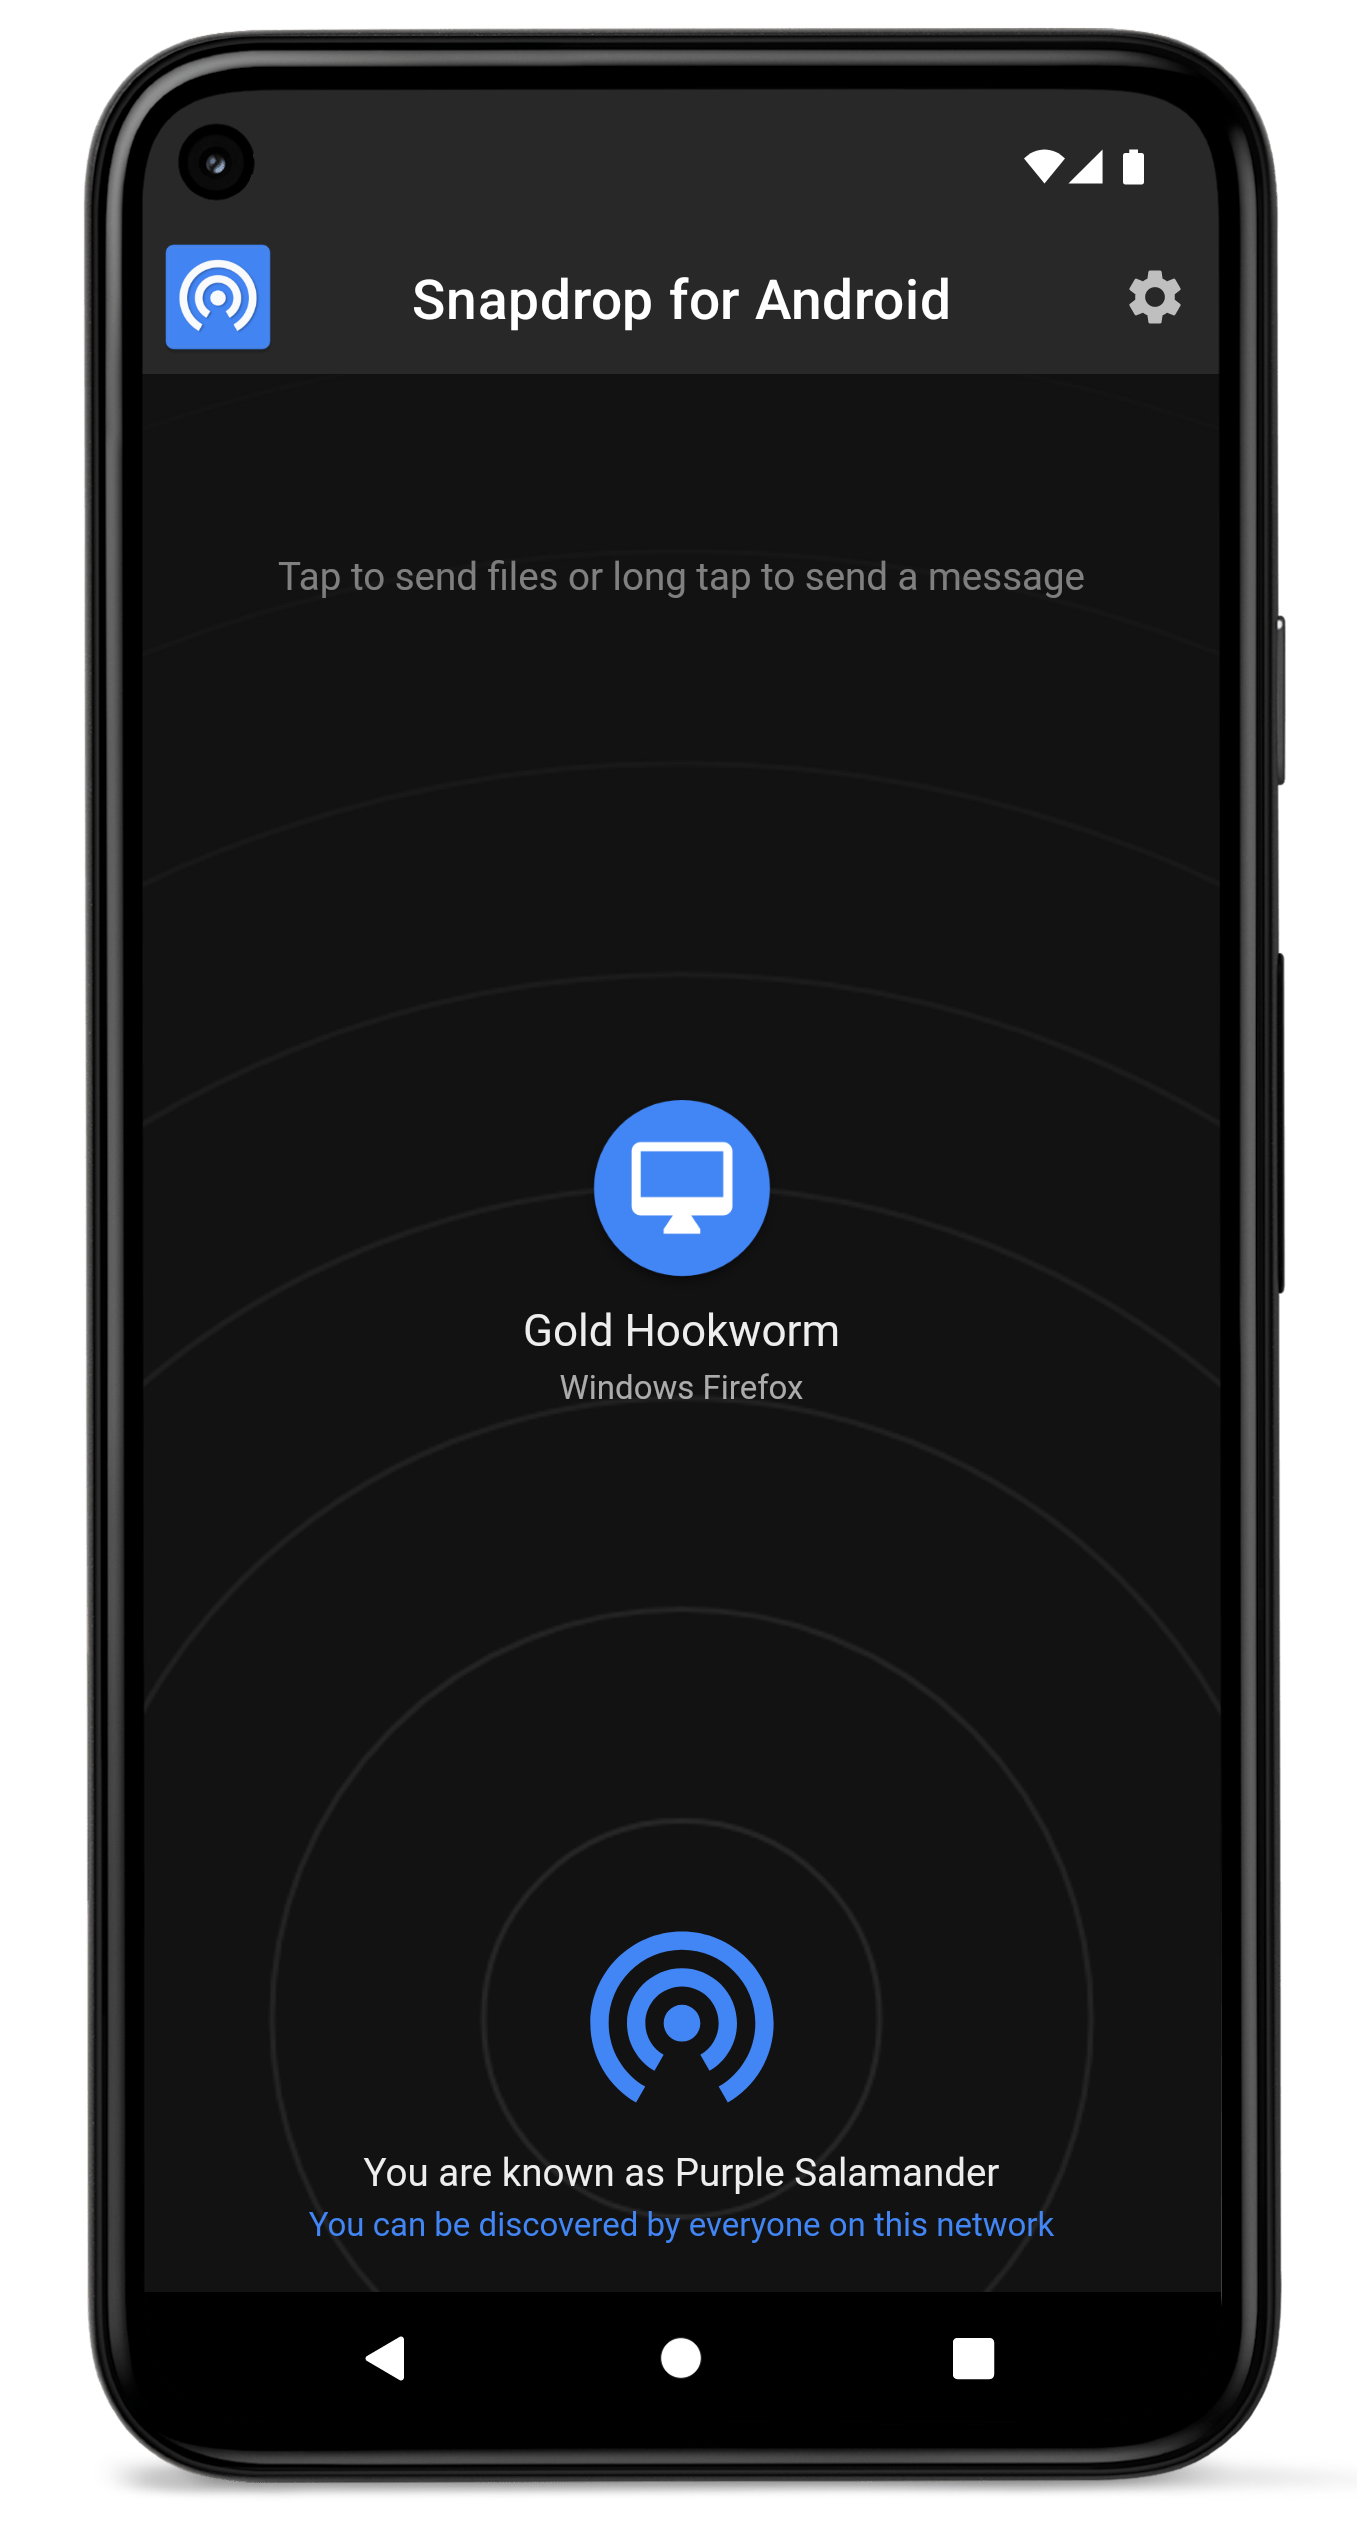 Snapdrop for Android
Tap to send files or long tap to send a message
Gold Hookworm
Windows Firefox
You are known as Purple Salamander
You can be discovered by everyone on this network